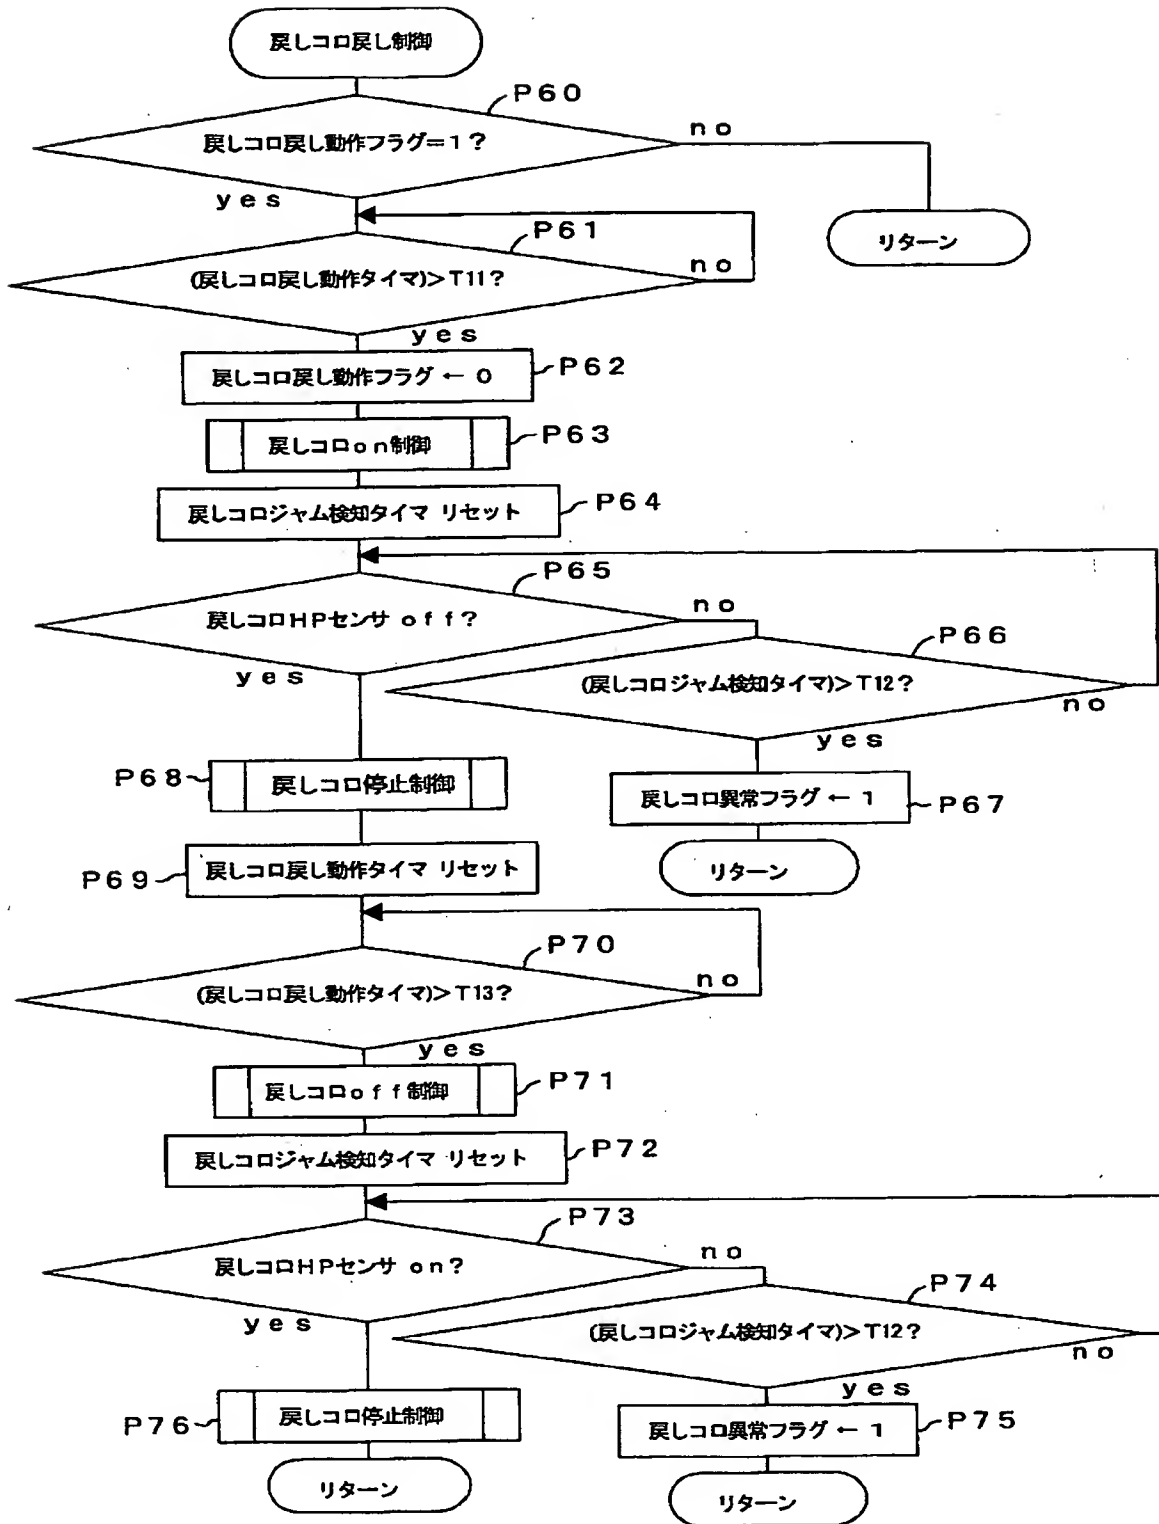 戻しコロ戻し制御
P60
戻しコロ戻し動作フラグ=1?
no
yes
リターン
P61
(戻しコロ戻し動作タイマ)>T11?
no
yes
戻しコロ戻し動作フラグ ← 0
P62
戻しコロon制御
P63
戻しコロジャム検知タイマ リセット
P64
P65
戻しコロHPセンサ off?
no
yes
P66
(戻しコロジャム検知タイマ)>T12?
no
yes
P68
戻しコロ停止制御
戻しコロ異常フラグ ← 1
P67
リターン
P69
戻しコロ戻し動作タイマ リセット
P70
(戻しコロ戻し動作タイマ)>T13?
no
yes
戻しコロoff制御
P71
戻しコロジャム検知タイマ リセット
P72
P73
戻しコロHPセンサ on?
no
yes
P74
(戻しコロジャム検知タイマ)>T12?
no
yes
P76
戻しコロ停止制御
戻しコロ異常フラグ ← 1
P75
リターン
リターン